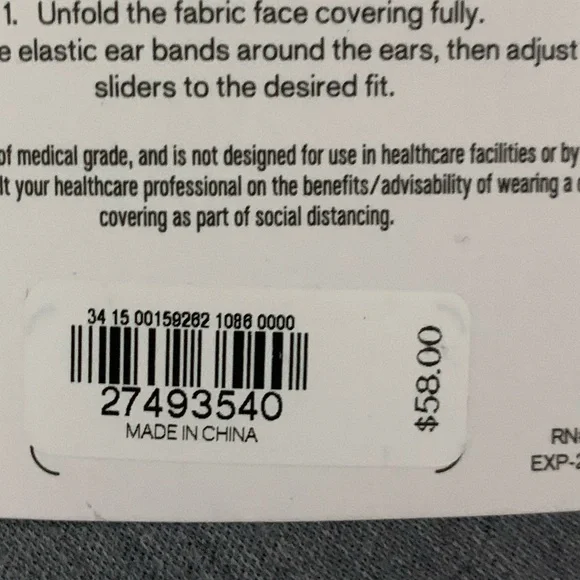 1. Unfold the fabric face covering fully.
elastic ear bands around the ears, then adjust
sliders to the desired fit.
of medical grade, and is not designed for use in healthcare facilities or by
your healthcare professional on the benefits/advisability of wearing a
covering as part of social distancing.
34 15 00159262 1086 0000
27493540
MADE IN CHINA
$58.00
RN
EXP-2